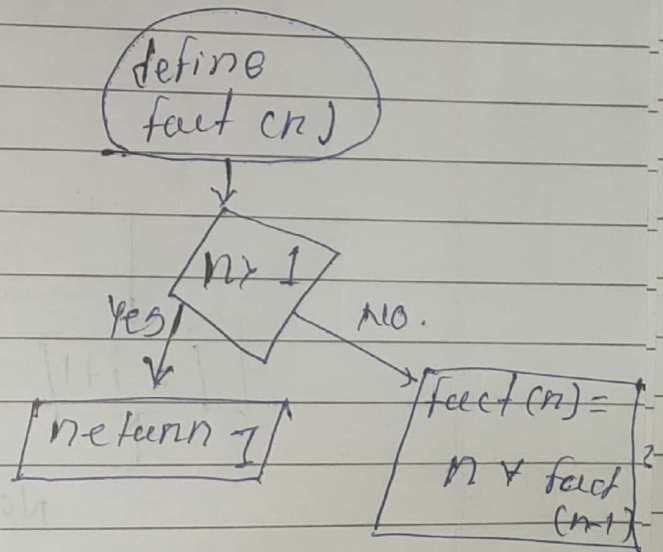 define
fact (n)
n> 1
Yes
No.
return 1
fact(n) =
n * fact
(n-1)